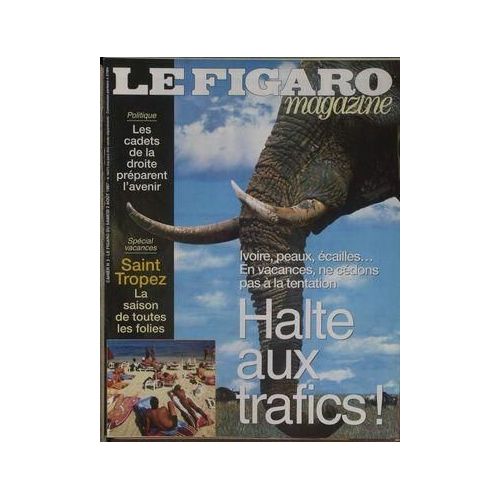 LE FIGARO
magazine
Politique
Les
cadets
de la
droite
préparent
l'avenir
Spécial
vacances
Saint
Tropez
La
saison
de toutes
les folies
Ivoire, peaux, écailles...
En vacances, ne cédons
pas à la tentation
Halte
aux
trafics !